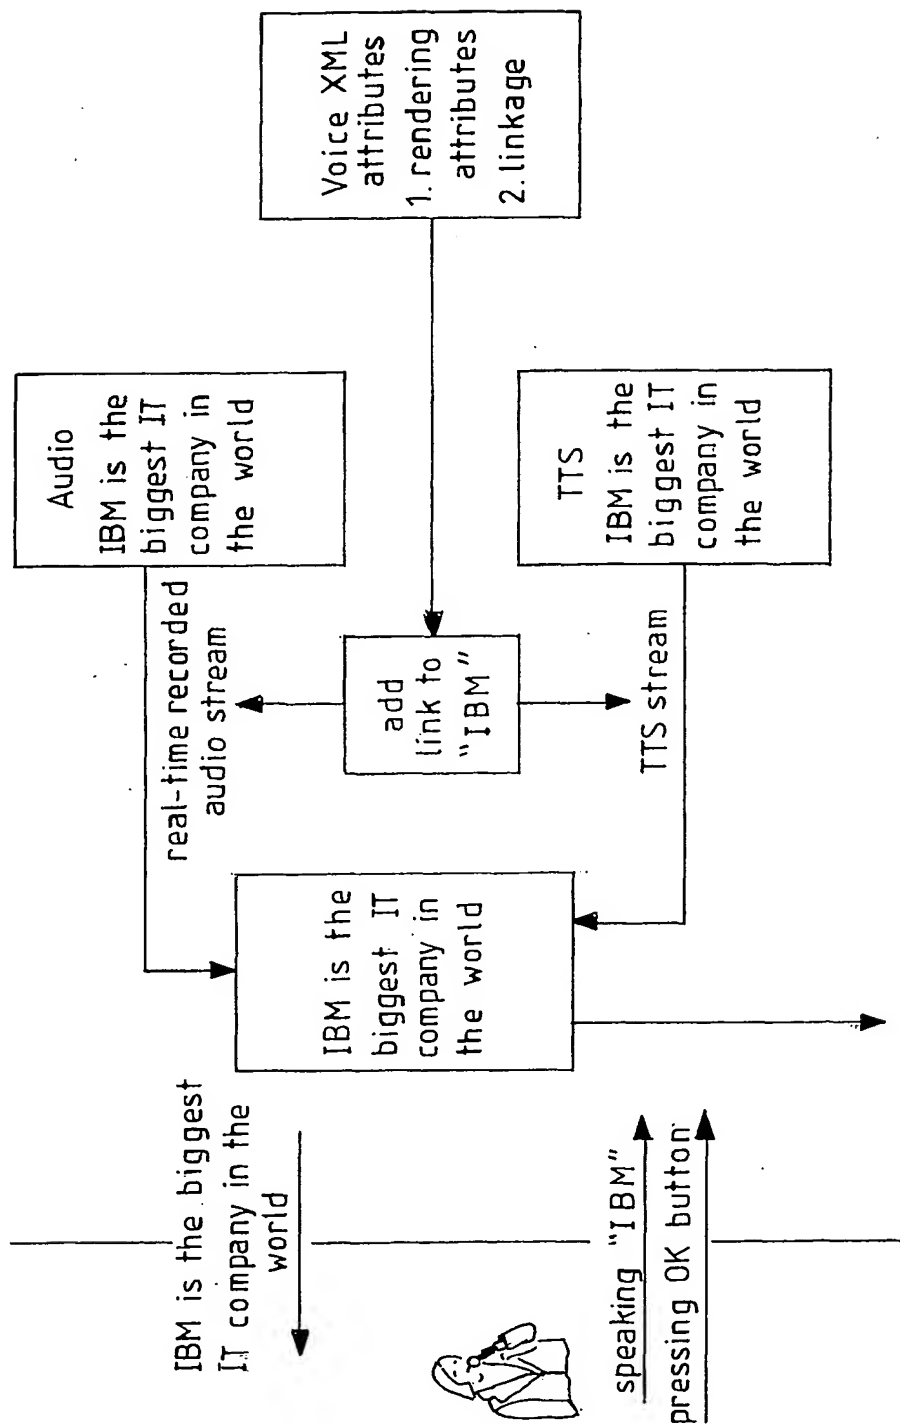 Voice XML
attributes
1. rendering
attributes
2. linkage
Audio
IBM is the
biggest IT
company in
the world
TTS
IBM is the
biggest IT
company in
the world
real-time recorded
audio stream
add
link to
"IBM"
TTS stream
IBM is the
biggest IT
company in
the world
IBM is the biggest
IT company in the
world
speaking "IBM"
pressing OK button